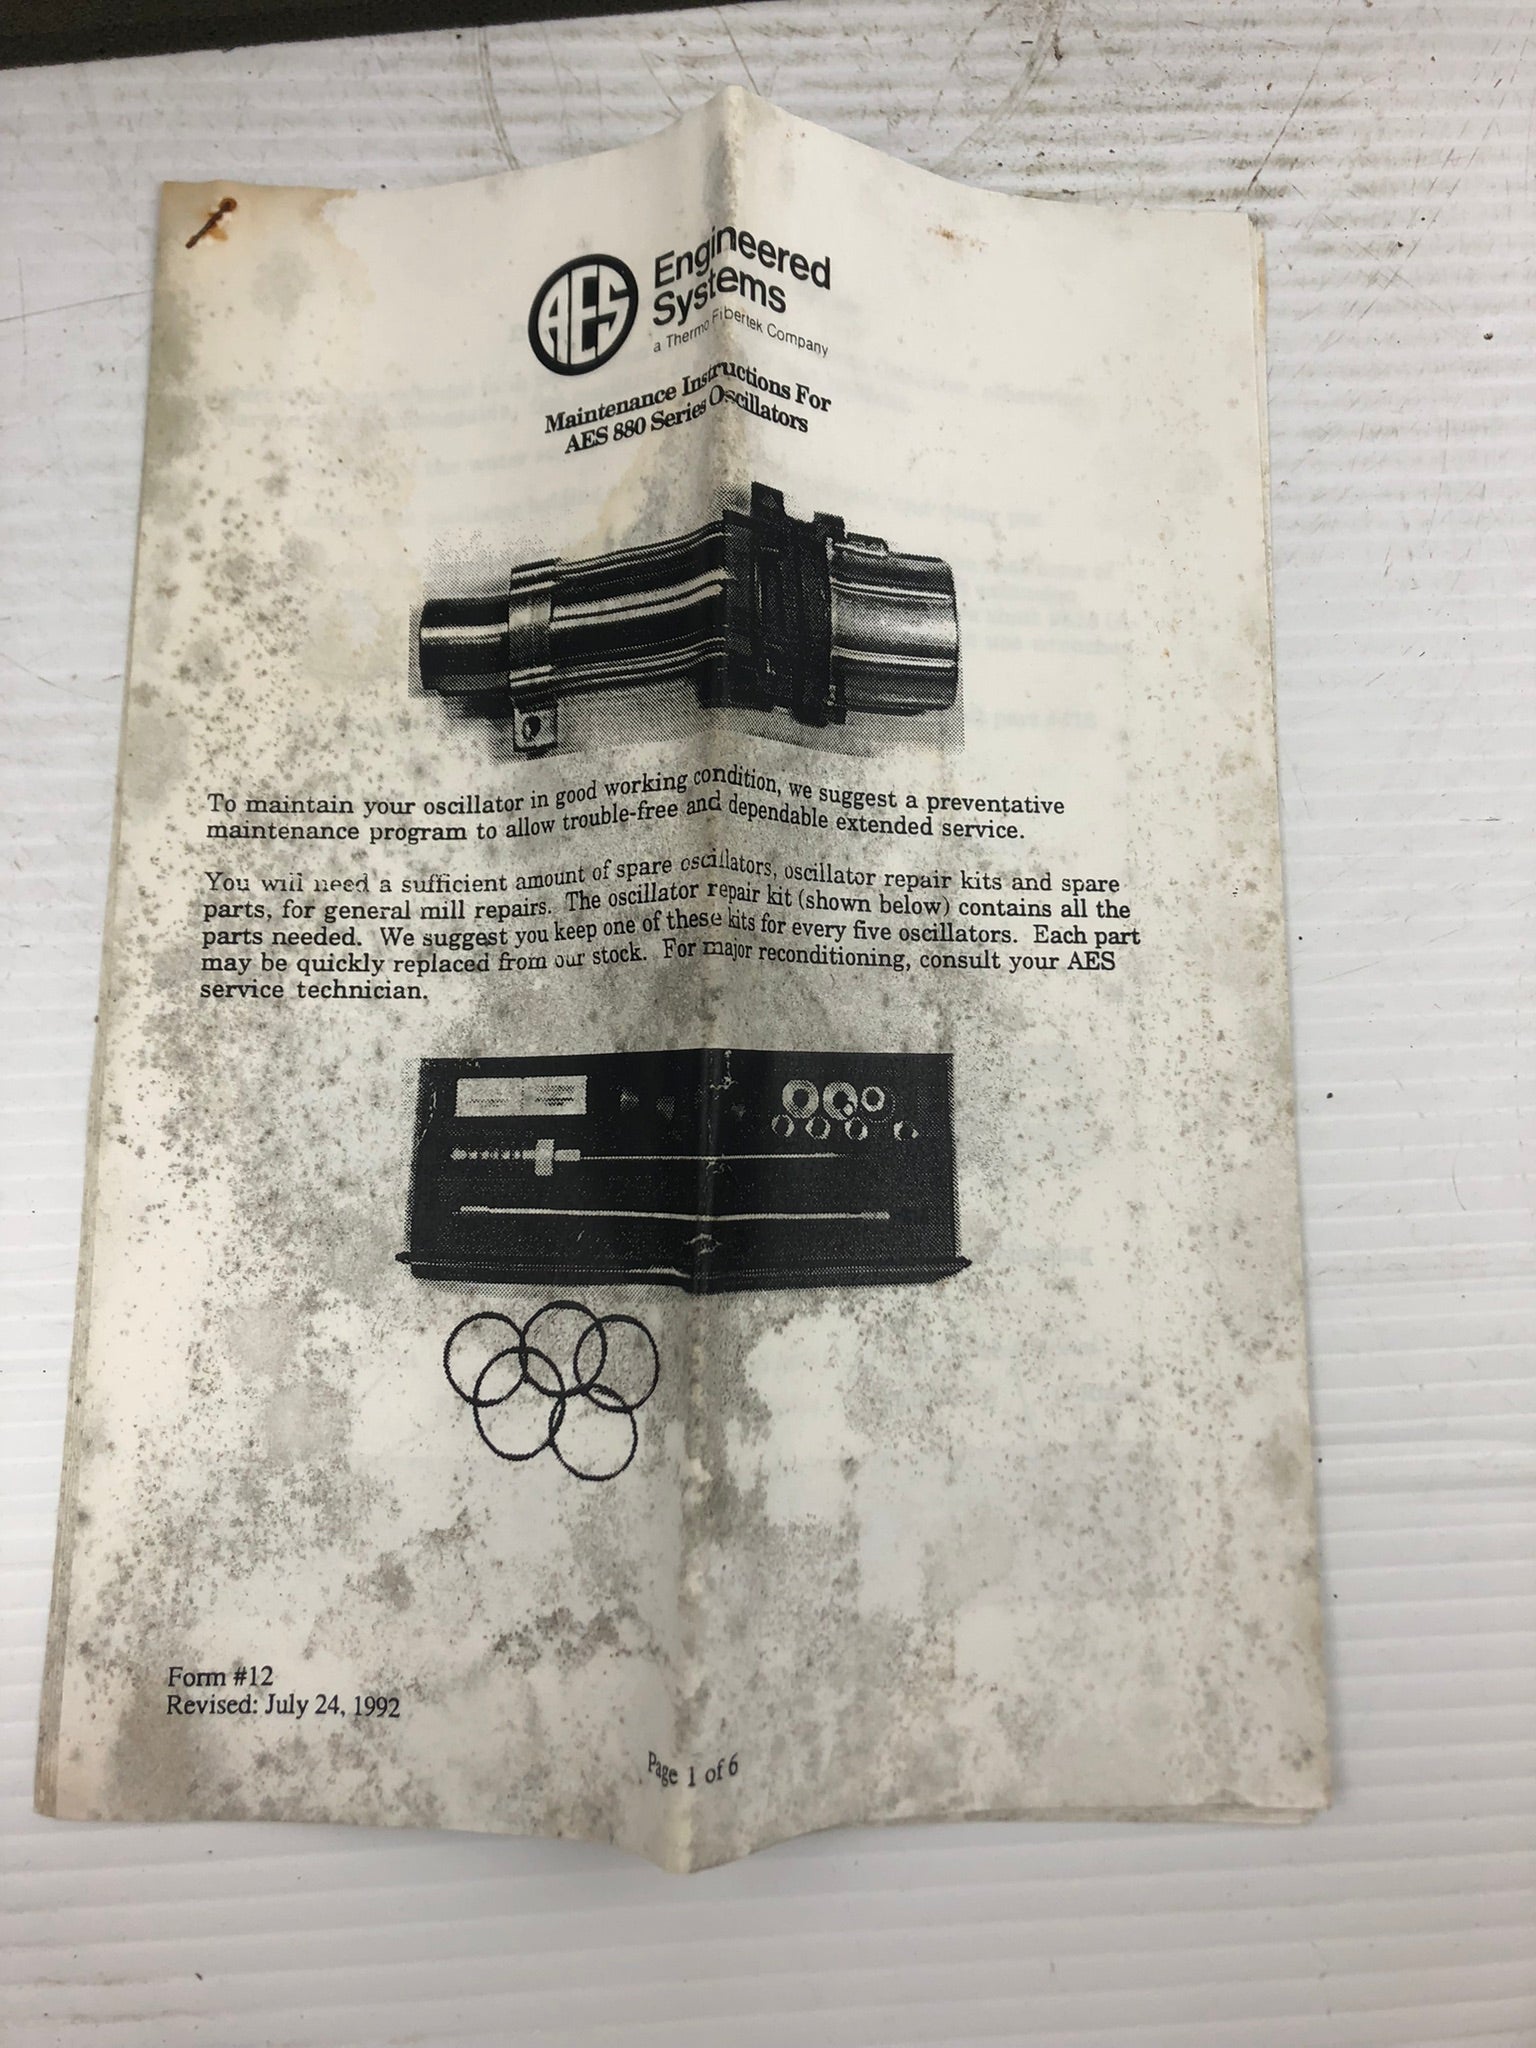 AES
Engineered
Systems
a Thermo Fibertek Company
Maintenance Instructions For
AES 880 Series Oscillators
To maintain your oscillator in good working condition, we suggest a preventative
maintenance program to allow trouble-free and dependable extended service.
You will need a sufficient amount of spare oscillators, oscillator repair kits and spare
parts, for general mill repairs. The oscillator repair kit (shown below) contains all the
parts needed. We suggest you keep one of these kits for every five oscillators. Each part
may be quickly replaced from our stock. For major reconditioning, consult your AES
service technician.
Form #12
Revised: July 24, 1992
Page 1 of 6